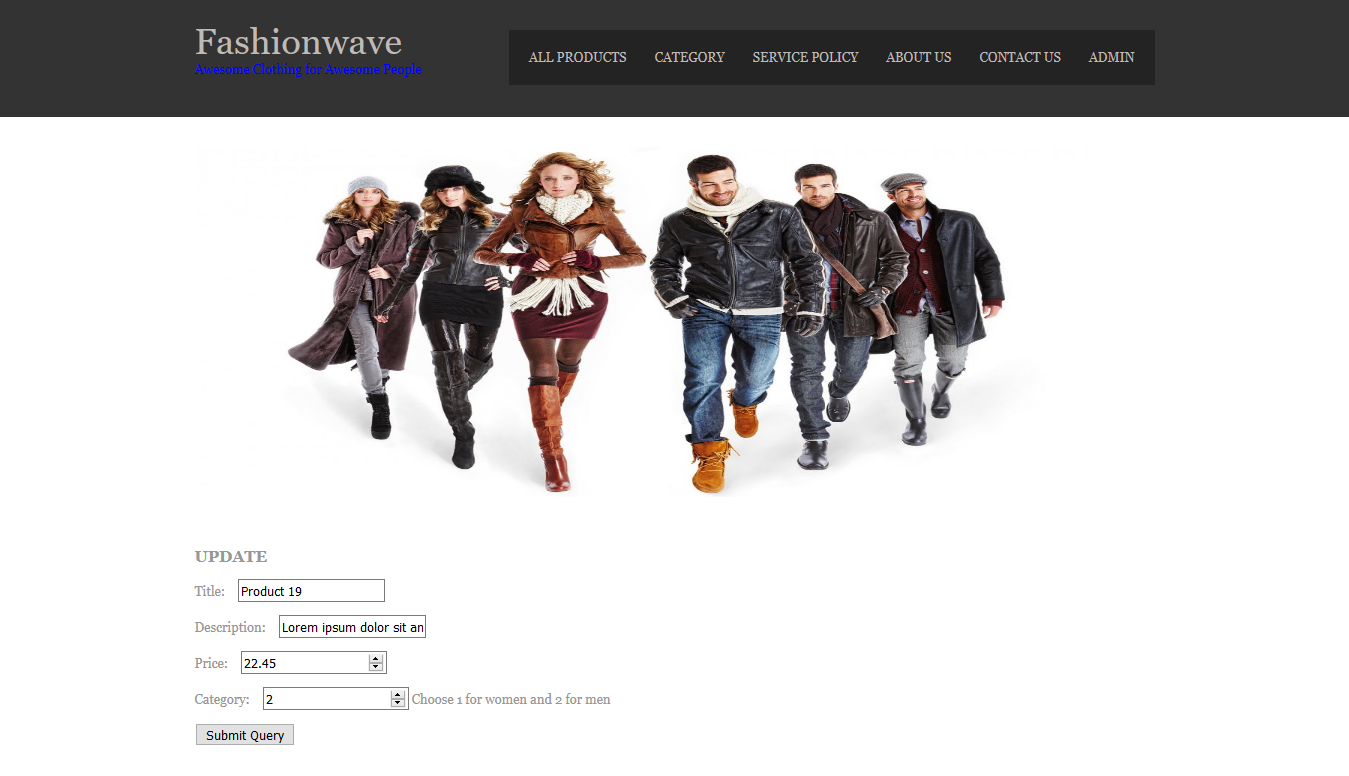 Fashionwave
Awesome Clothing for Awesome People
ALL PRODUCTS CATEGORY SERVICE POLICY ABOUT US CONTACT US ADMIN
UPDATE
Title: Product 19
Description: Lorem ipsum dolor sit an
Price: 22.45
Category: 2 Choose 1 for women and 2 for men
Submit Query